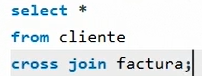 select *
from cliente
cross join factura;